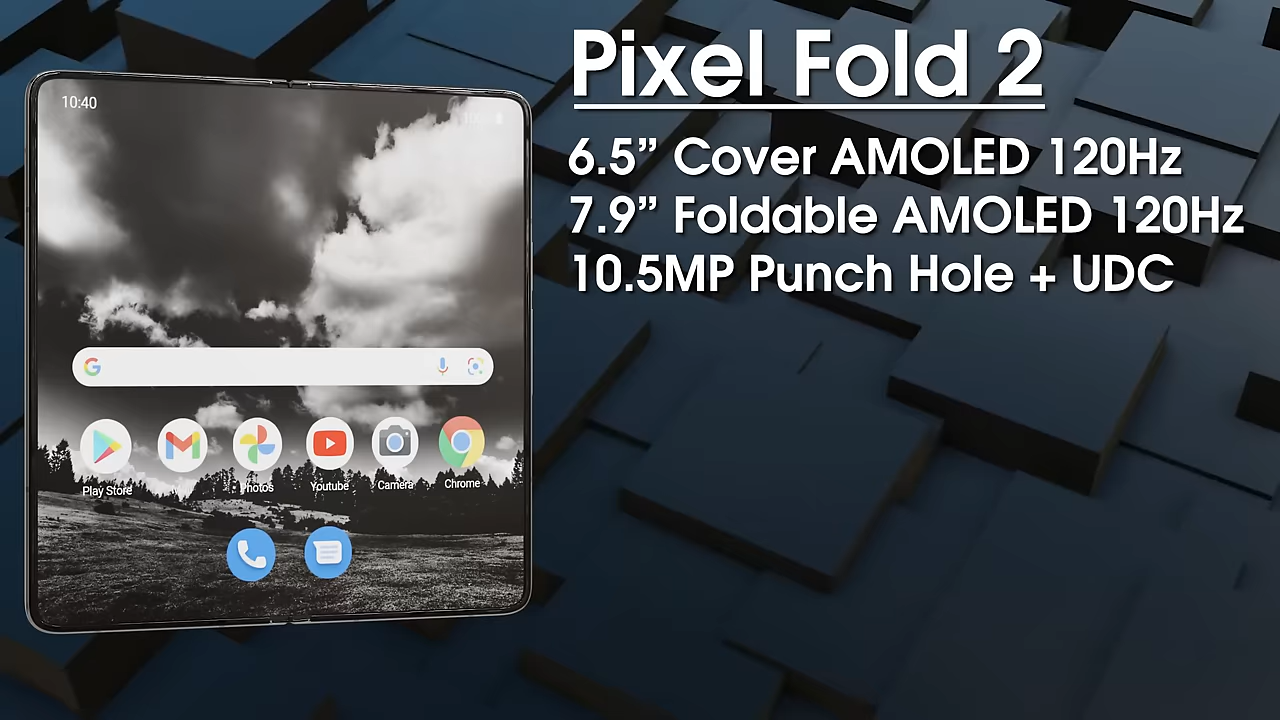 Pixel Fold 2
6.5” Cover AMOLED 120Hz
7.9” Foldable AMOLED 120Hz
10.5MP Punch Hole + UDC
10:40
Play Store
Photos
Youtube
Camera
Chrome